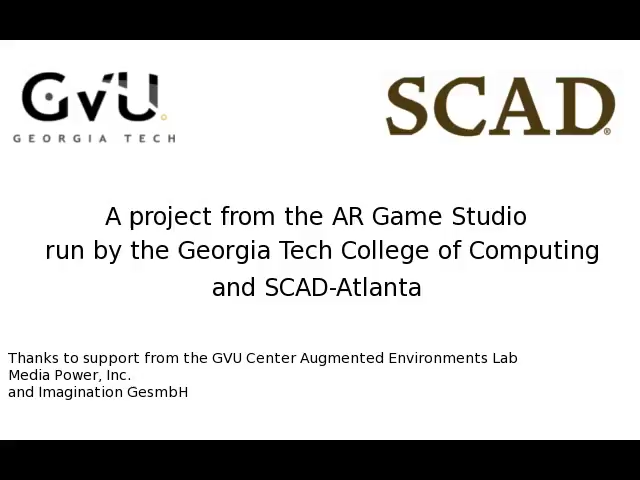 GVU
GEORGIA TECH
SCAD®
A project from the AR Game Studio
run by the Georgia Tech College of Computing
and SCAD-Atlanta
Thanks to support from the GVU Center Augmented Environments Lab
Media Power, Inc.
and Imagination GesmbH